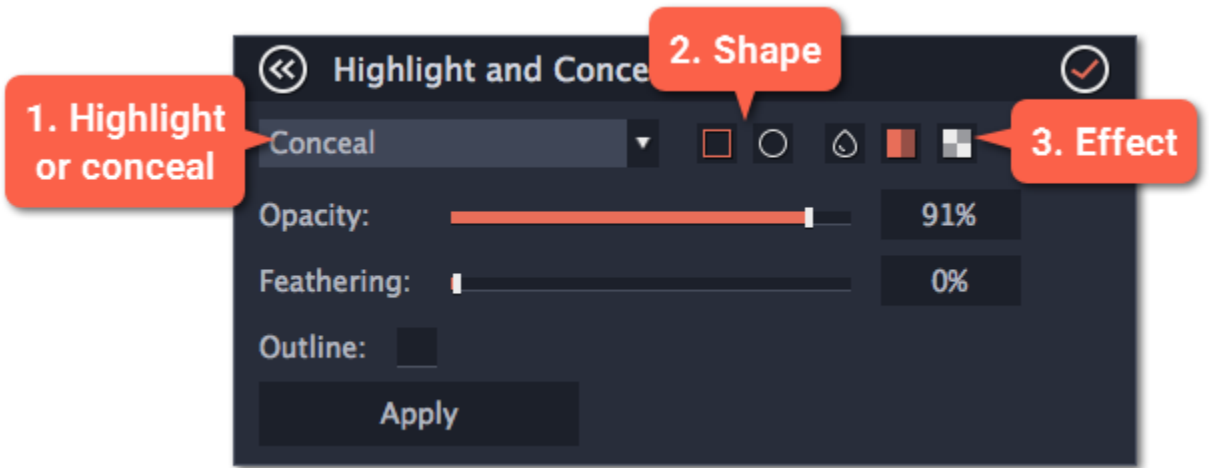 Highlight and Conce
2. Shape
1. Highlight
or conceal
Conceal
3. Effect
Opacity:
91%
Feathering:
0%
Outline:
Apply